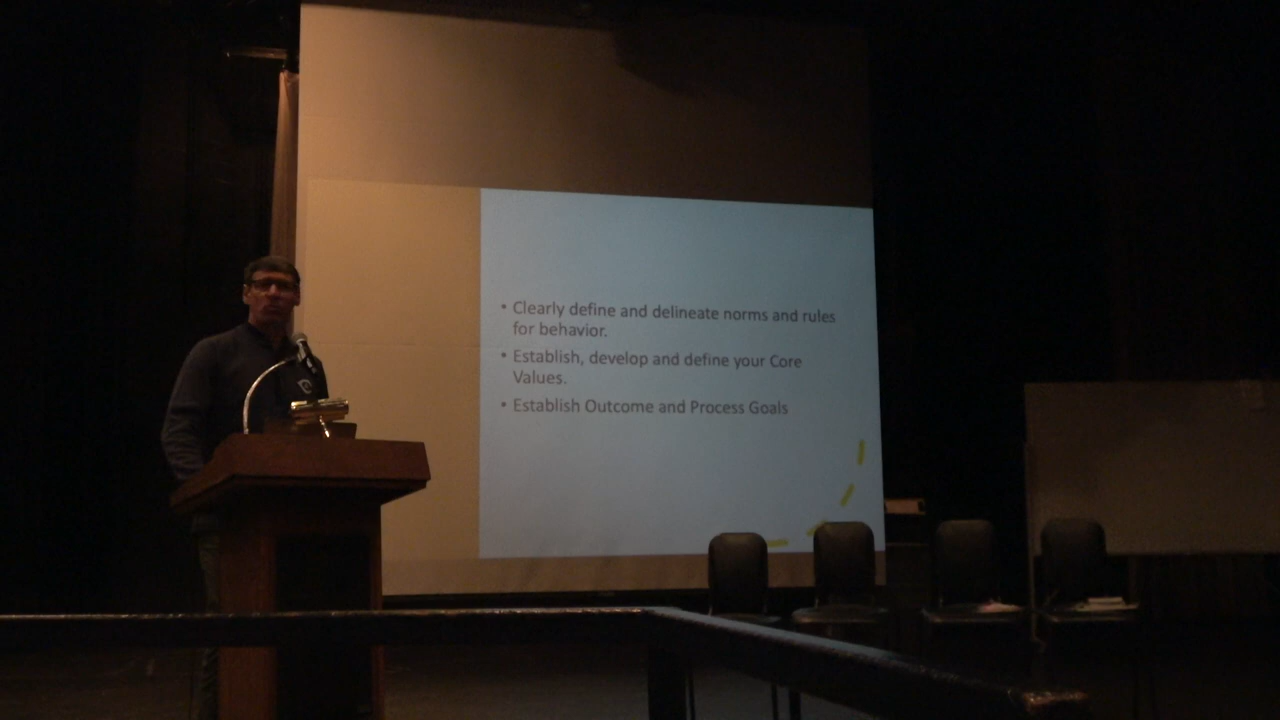 • Clearly define and delineate norms and rules
for behavior.
• Establish, develop and define your Core
Values.
• Establish Outcome and Process Goals